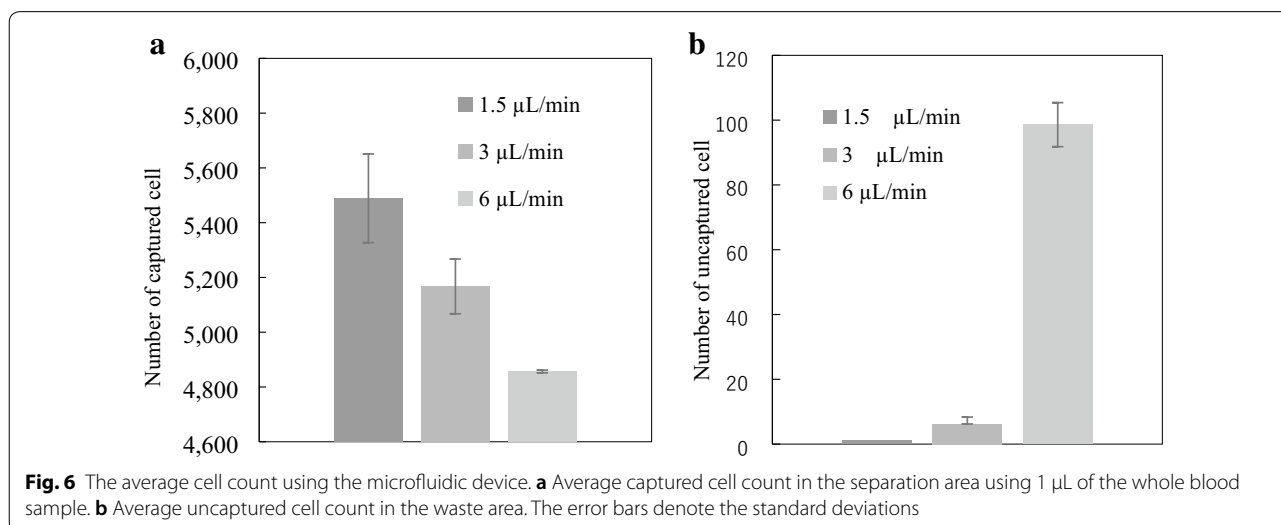 a
Number of captured cell
6,000
5,800
5,600
5,400
5,200
5,000
4,800
4,600
1.5 µL/min
3 µL/min
6 µL/min
b
Number of uncaptured cell
120
100
80
60
40
20
0
1.5 µL/min
3 µL/min
6 µL/min
Fig. 6 The average cell count using the microfluidic device. a Average captured cell count in the separation area using 1 µL of the whole blood
sample. b Average uncaptured cell count in the waste area. The error bars denote the standard deviations